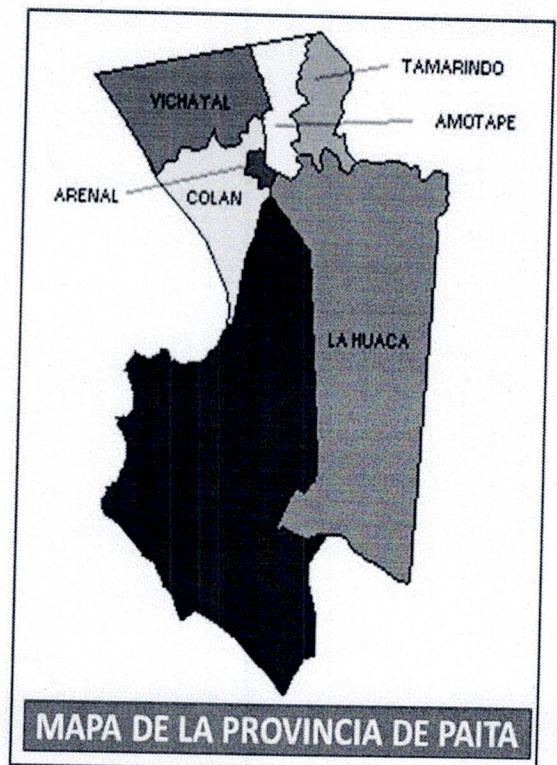 TAMARINDO
VICHAYAL
AMOTAPE
ARENAL
COLAN
LA HUACA
MAPA DE LA PROVINCIA DE PAITA